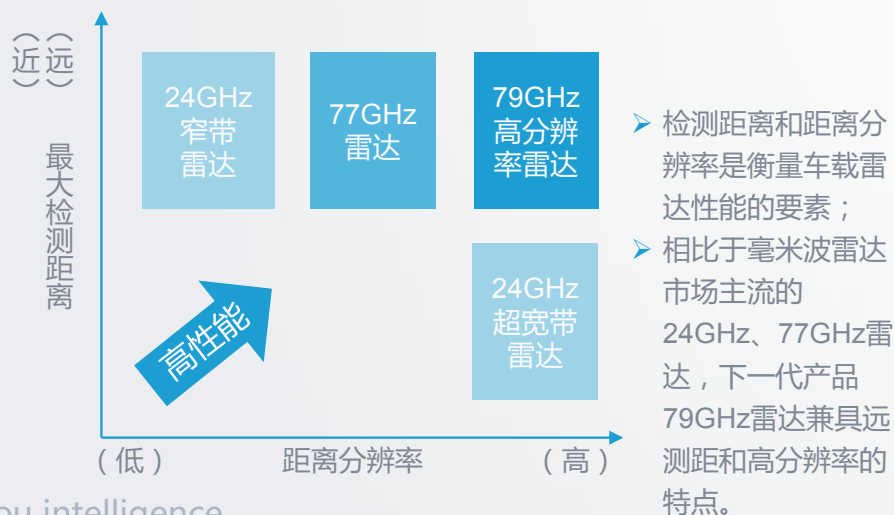 （近）（远）
最大检测距离
24GHz
窄带
雷达
77GHz
雷达
79GHz
高分辨
率雷达
24GHz
超宽带
雷达
高性能
（低）
距离分辨率
（高）
➢ 检测距离和距离分
辨率是衡量车载雷
达性能的要素；
➢ 相比于毫米波雷达
市场主流的
24GHz、77GHz雷
达，下一代产品
79GHz雷达兼具远
测距和高分辨率的
特点。
ou intelligence